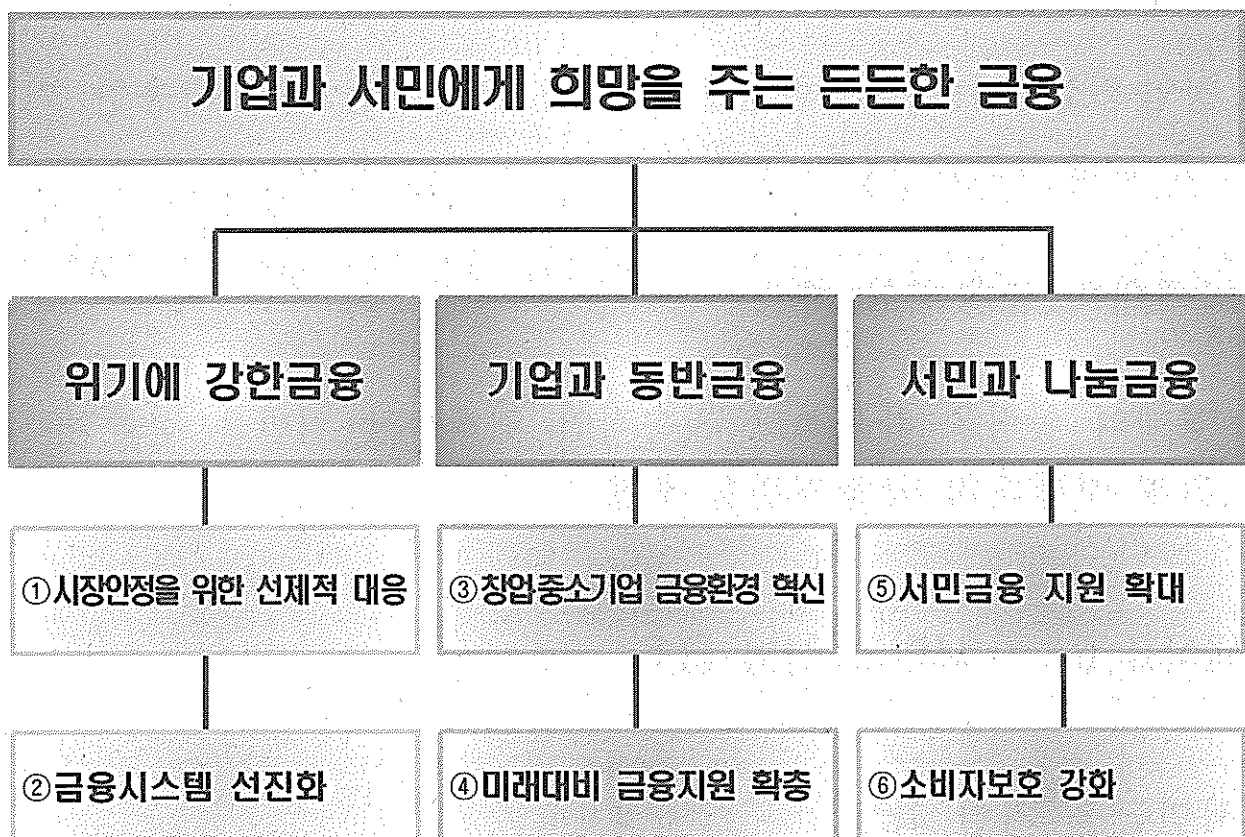 기업과 서민에게 희망을 주는 든든한 금융
위기에 강한금융
기업과 동반금융
서민과 나눔금융
①시장안정을 위한 선제적 대응
③창업·중소기업 금융환경 혁신
⑤서민금융 지원 확대
②금융시스템 선진화
④미래대비 금융지원 확충
⑥소비자보호 강화